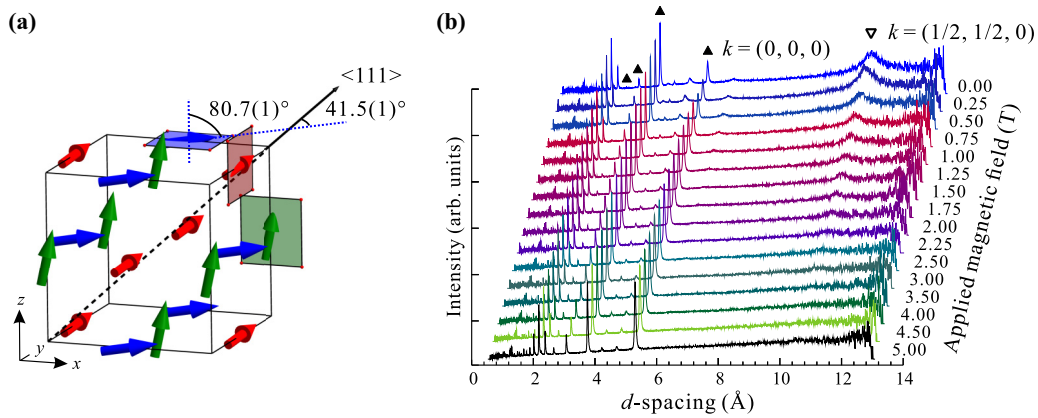 (a)
<111>
80.7(1)°
41.5(1)°
z
y
x
(b)
k = (0, 0, 0)
k = (1/2, 1/2, 0)
0.00
0.25
0.50
0.75
1.00
1.25
1.50
1.75
2.00
2.25
2.50
3.00
3.50
4.00
4.50
5.00
Applied magnetic field (T)
Intensity (arb. units)
0 2 4 6 8 10 12 14
d-spacing (Å)